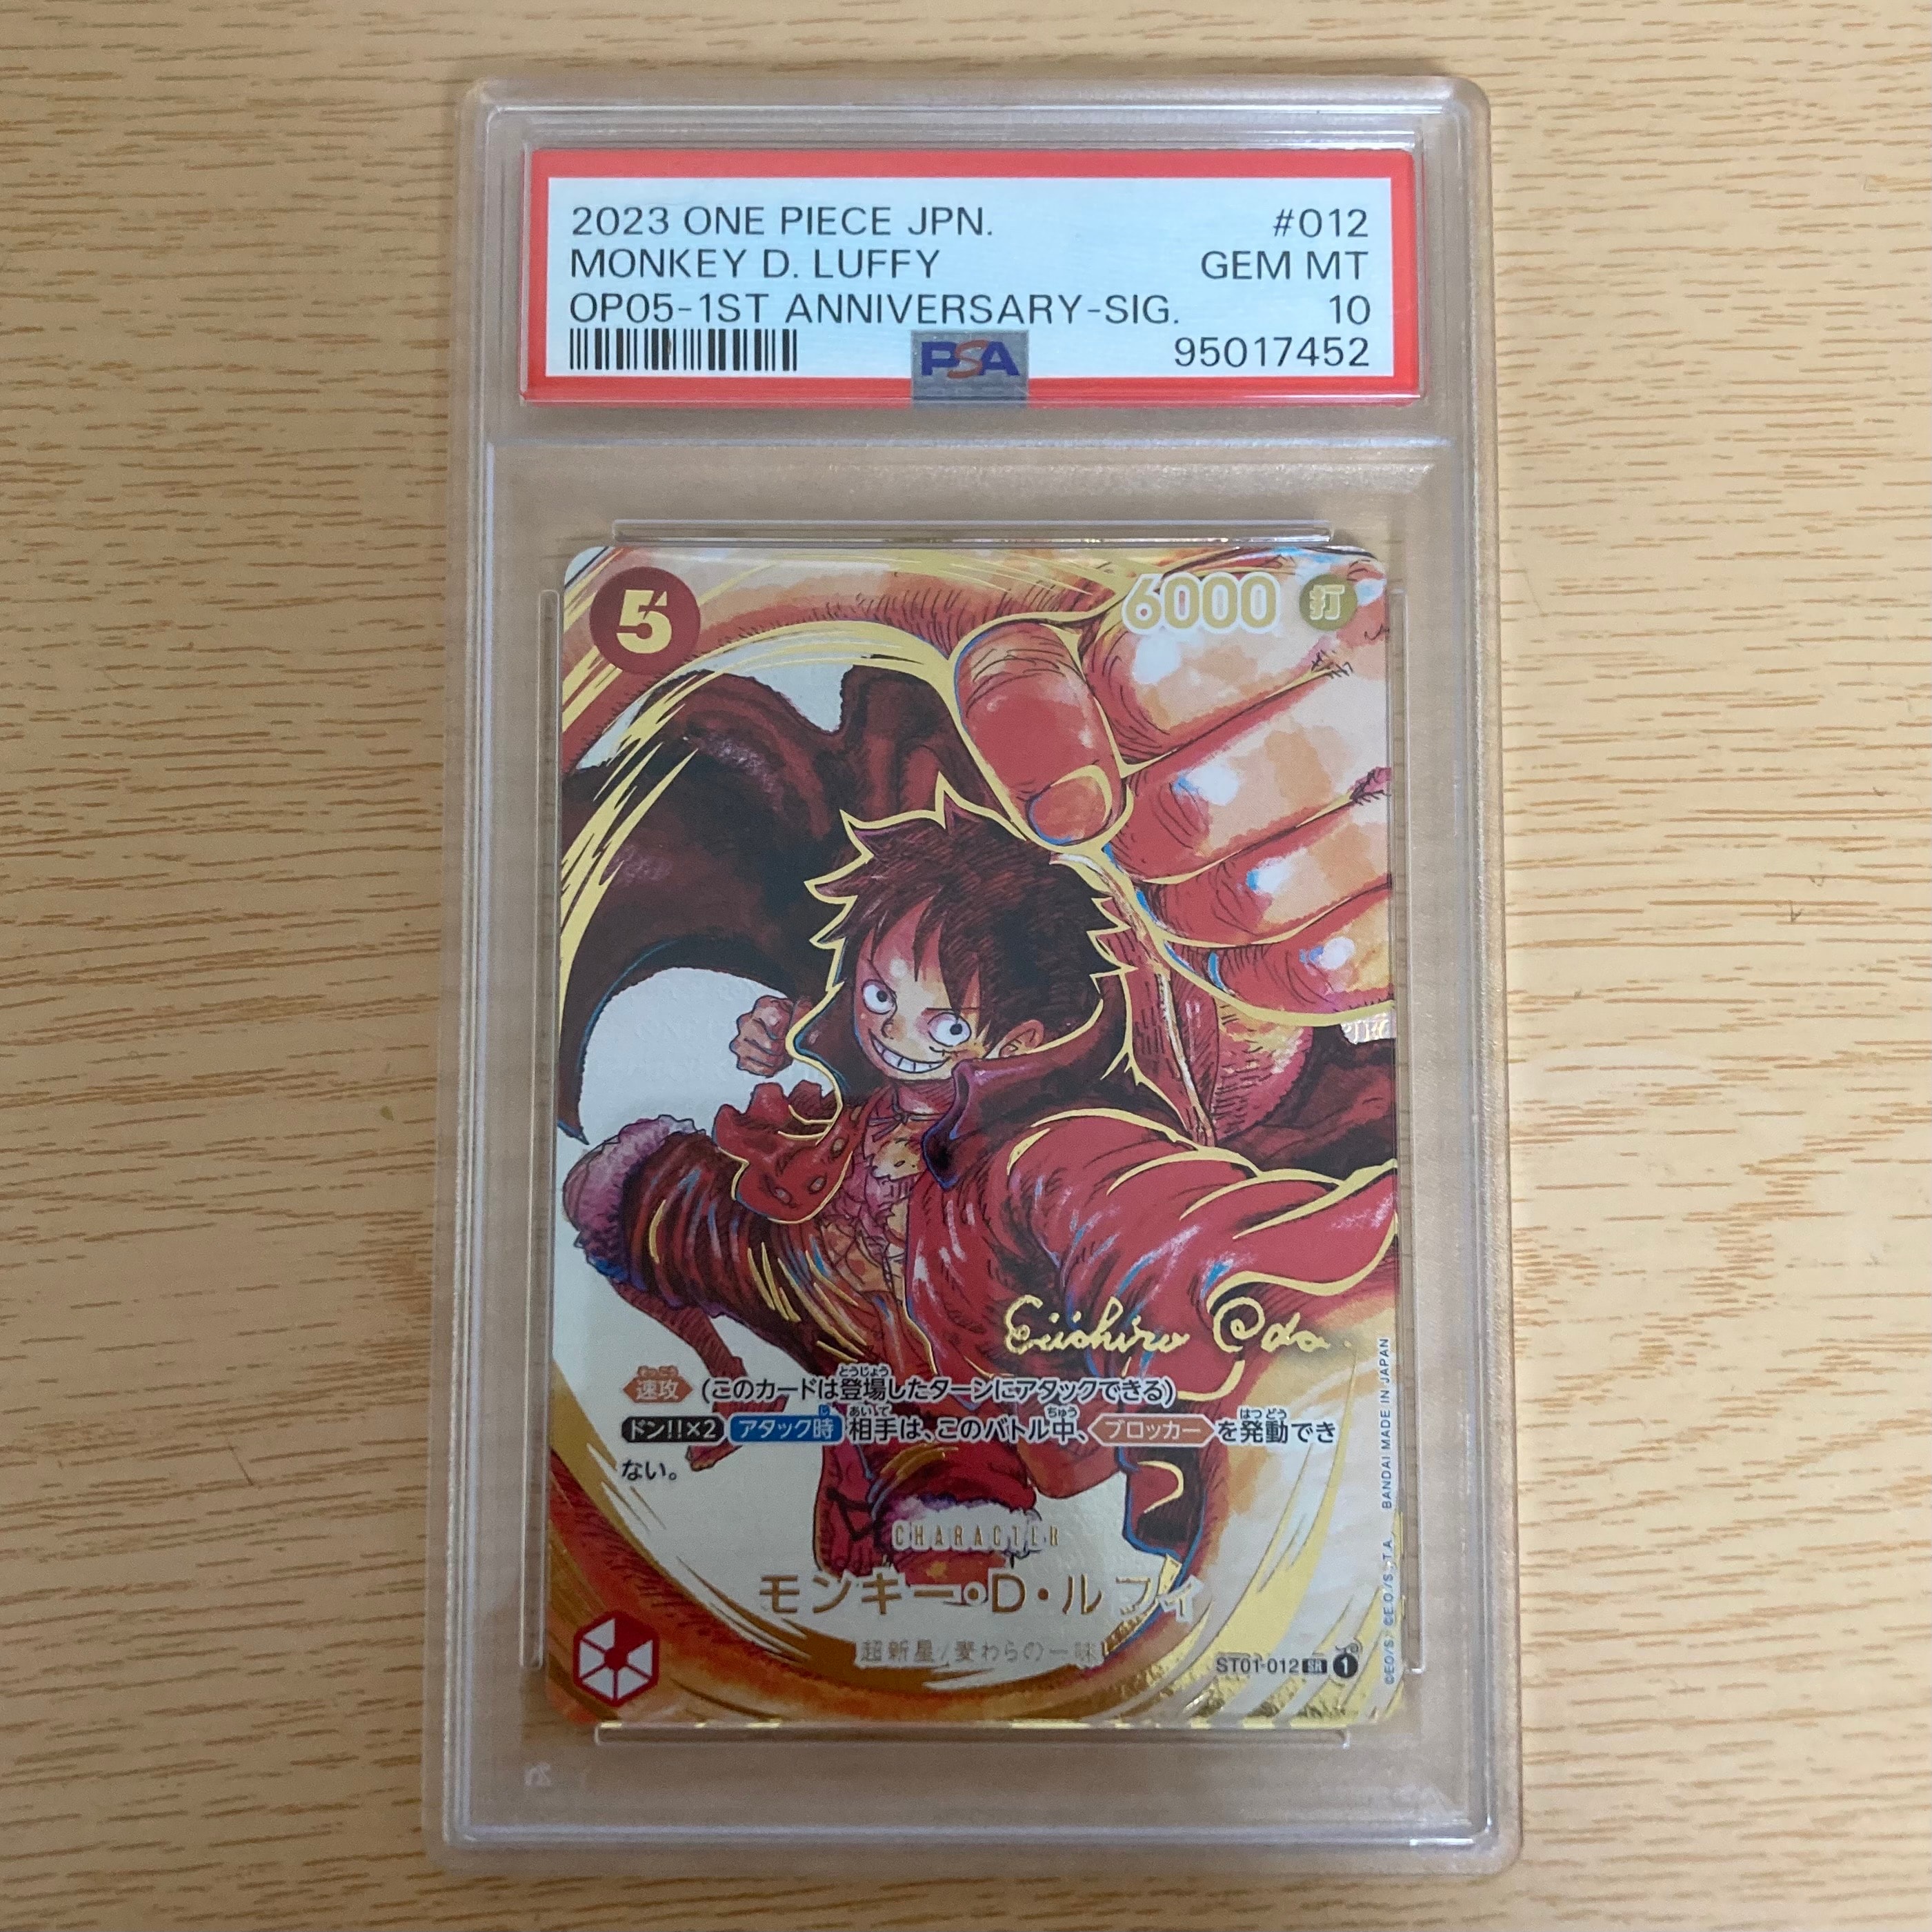 2023 ONE PIECE JPN. #012
MONKEY D. LUFFY GEM MT
OP05-1ST ANNIVERSARY-SIG. 10
PSA 95017452
5 6000 打
Eiichiro Oda.
速攻 (このカードは登場したターンにアタックできる)
ドン!!×2 アタック時 相手は、このバトル中、ブロッカーを発動でき
ない。
CHARACTER
モンキー・D・ルフィ
超新星/麦わらの一味
ST01-012 SR 1
©E.O./S. ©E.O./S.,T.A. BANDAI MADE IN JAPAN